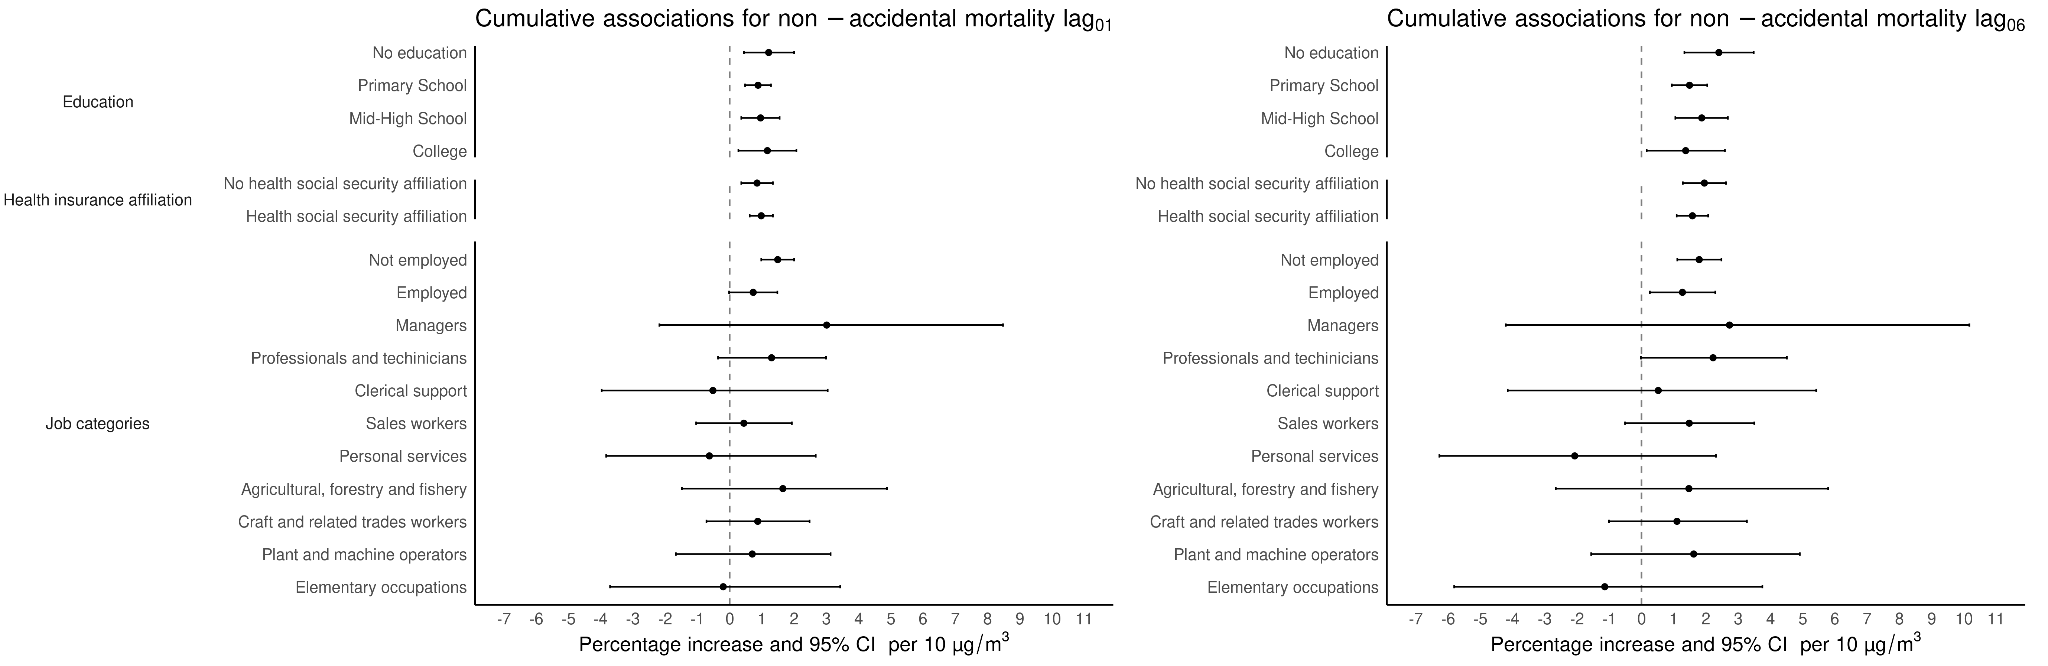 Cumulative associations for non −accidental mortality lag01
Education
No education
Primary School
Mid-High School
College
Health insurance affiliation
No health social security affiliation
Health social security affiliation
Job categories
Not employed
Employed
Managers
Professionals and techinicians
Clerical support
Sales workers
Personal services
Agricultural, forestry and fishery
Craft and related trades workers
Plant and machine operators
Elementary occupations
-7 -6 -5 -4 -3 -2 -1 0 1 2 3 4 5 6 7 8 9 10 11
Percentage increase and 95% CI per 10 μg/m³
Cumulative associations for non −accidental mortality lag06
No education
Primary School
Mid-High School
College
No health social security affiliation
Health social security affiliation
Not employed
Employed
Managers
Professionals and techinicians
Clerical support
Sales workers
Personal services
Agricultural, forestry and fishery
Craft and related trades workers
Plant and machine operators
Elementary occupations
-7 -6 -5 -4 -3 -2 -1 0 1 2 3 4 5 6 7 8 9 10 11
Percentage increase and 95% CI per 10 μg/m³